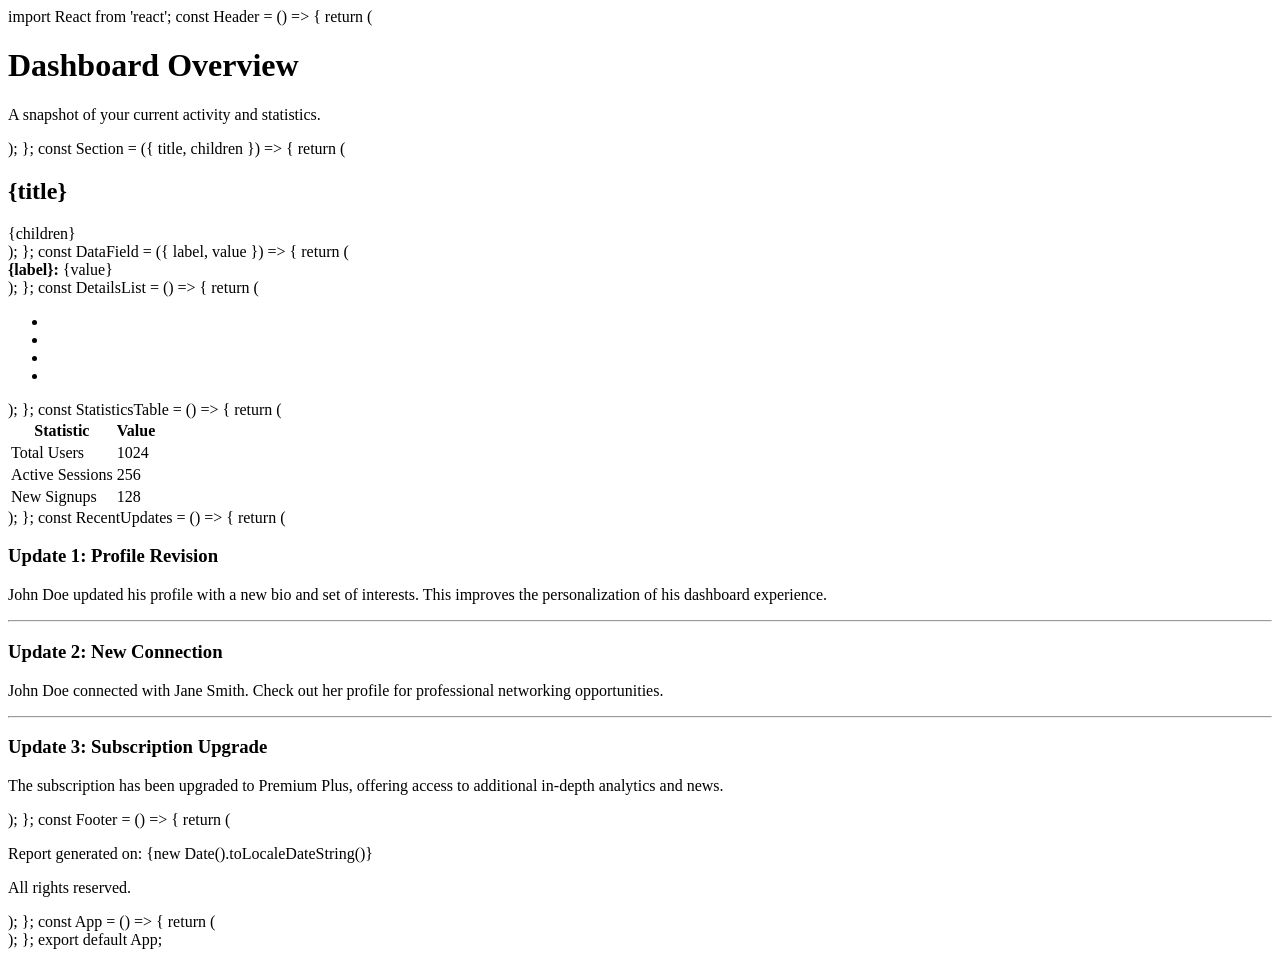 import React from 'react'; const Header = () => { return (
Dashboard Overview
A snapshot of your current activity and statistics.
); }; const Section = ({ title, children }) => { return (
{title}
{children}
); }; const DataField = ({ label, value }) => { return (
{label}: {value}
); }; const DetailsList = () => { return (
); }; const StatisticsTable = () => { return (
Statistic Value
Total Users 1024
Active Sessions 256
New Signups 128
); }; const RecentUpdates = () => { return (
Update 1: Profile Revision
John Doe updated his profile with a new bio and set of interests. This improves the personalization of his dashboard experience.
Update 2: New Connection
John Doe connected with Jane Smith. Check out her profile for professional networking opportunities.
Update 3: Subscription Upgrade
The subscription has been upgraded to Premium Plus, offering access to additional in-depth analytics and news.
); }; const Footer = () => { return (
Report generated on: {new Date().toLocaleDateString()}
All rights reserved.
); }; const App = () => { return (
); }; export default App;